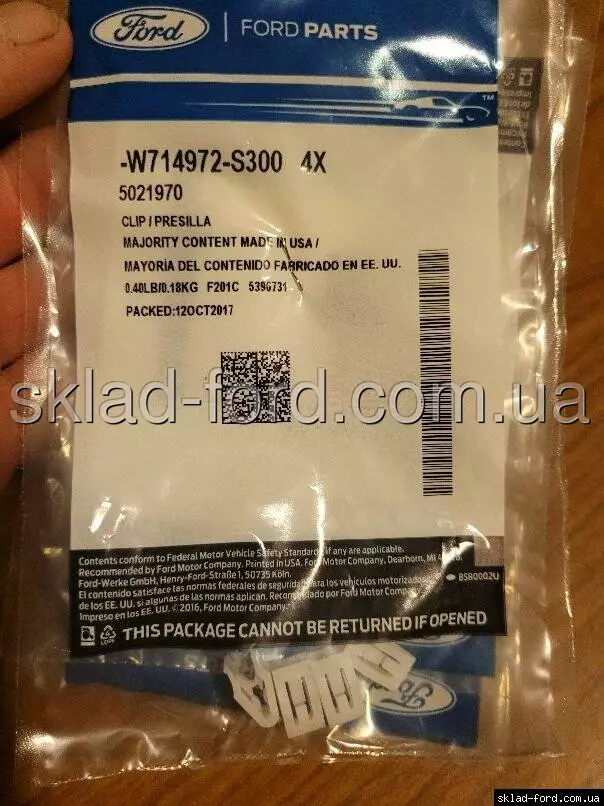 Ford | FORD PARTS
TM
-W714972-S300 4X
5021970
CLIP / PRESILLA
MAJORITY CONTENT MADE IN USA /
MAYORÍA DEL CONTENIDO FABRICADO EN EE. UU.
0.40LB/0.18KG F201C 5396731
PACKED:12OCT2017
sklad-ford.com.ua
Contents conform to Federal Motor Vehicle Safety Standards if any are applicable.
Recommended by Ford Motor Company. Printed in USA. Ford Motor Company, Dearborn, MI
Ford-Werke GmbH, Henry-Ford-Straße 1, 50735 Köln.
El contenido satisface las normas federales de seguridad para los vehículos motorizados
de los EE. UU. si algunas de las normas aplican. Recomendado por Ford Motor Company.
Impreso en los EE. UU. © 2016, Ford Motor Company.
BSR0002U
THIS PACKAGE CANNOT BE RETURNED IF OPENED
Ford
sklad-ford.com.ua